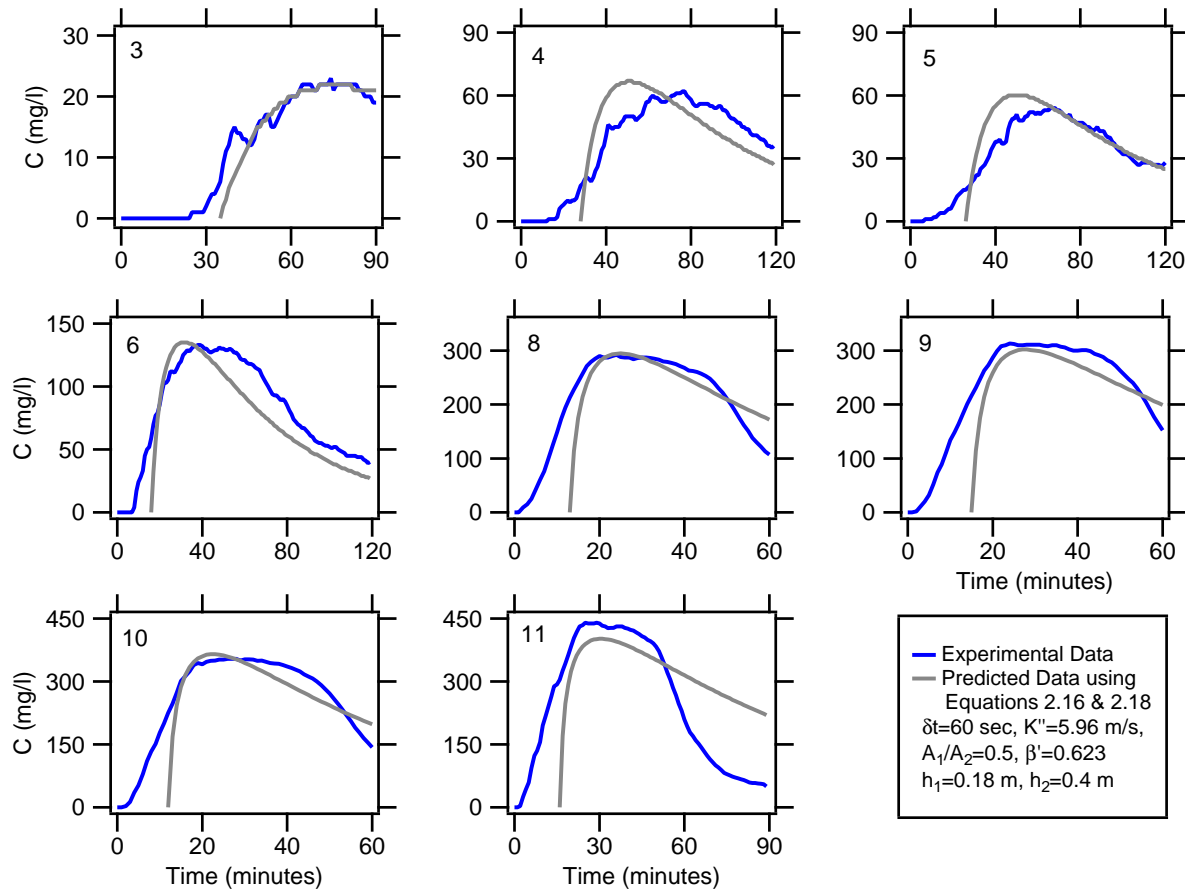 3
30
20
10
0
C (mg/l)
0 30 60 90
4
90
60
30
0
0 40 80 120
5
90
60
30
0
0 40 80 120
6
150
100
50
0
C (mg/l)
0 40 80 120
8
300
200
100
0
0 20 40 60
9
300
200
100
0
0 20 40 60
Time (minutes)
10
450
300
150
0
C (mg/l)
0 20 40 60
Time (minutes)
11
450
300
150
0
0 30 60 90
Time (minutes)
Experimental Data
Predicted Data using
Equations 2.16 & 2.18
δt=60 sec, K"=5.96 m/s,
A₁/A₂=0.5, β'=0.623
h₁=0.18 m, h₂=0.4 m